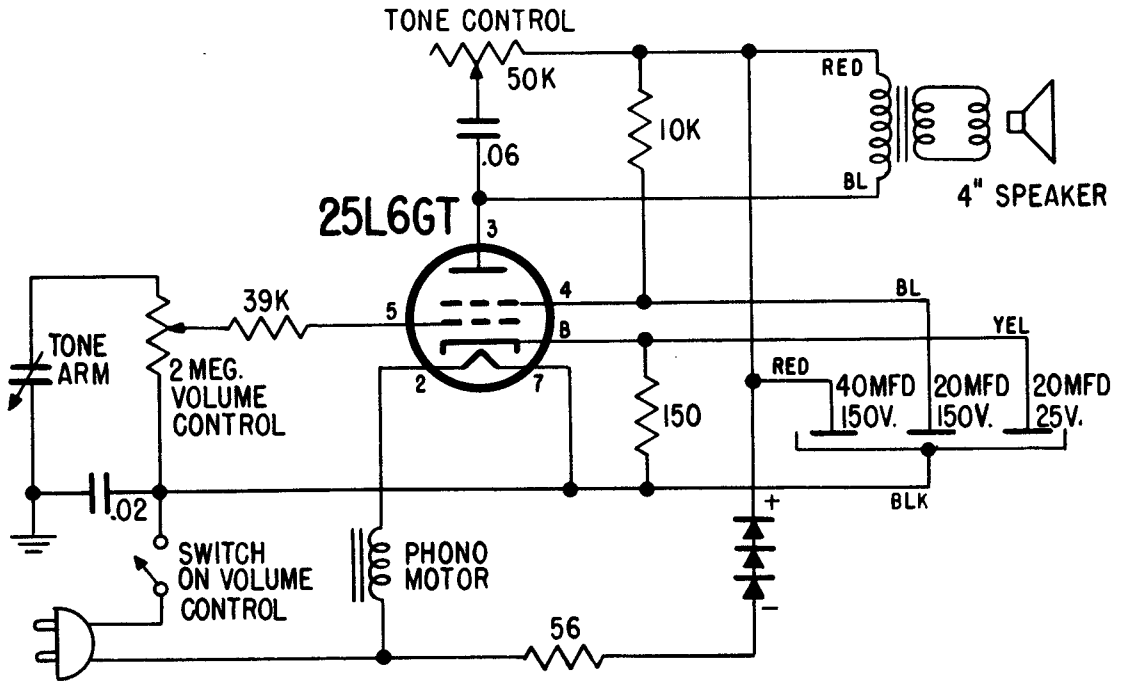 TONE CONTROL
50K
RED
10K
.06
BL
4" SPEAKER
25L6GT
3
4
BL
39K
5
8
YEL
TONE
ARM
2 MEG.
VOLUME
CONTROL
2
7
RED
40MFD
150V.
20MFD
150V.
20MFD
25V.
150
.02
BLK
+
SWITCH
ON VOLUME
CONTROL
PHONO
MOTOR
–
56